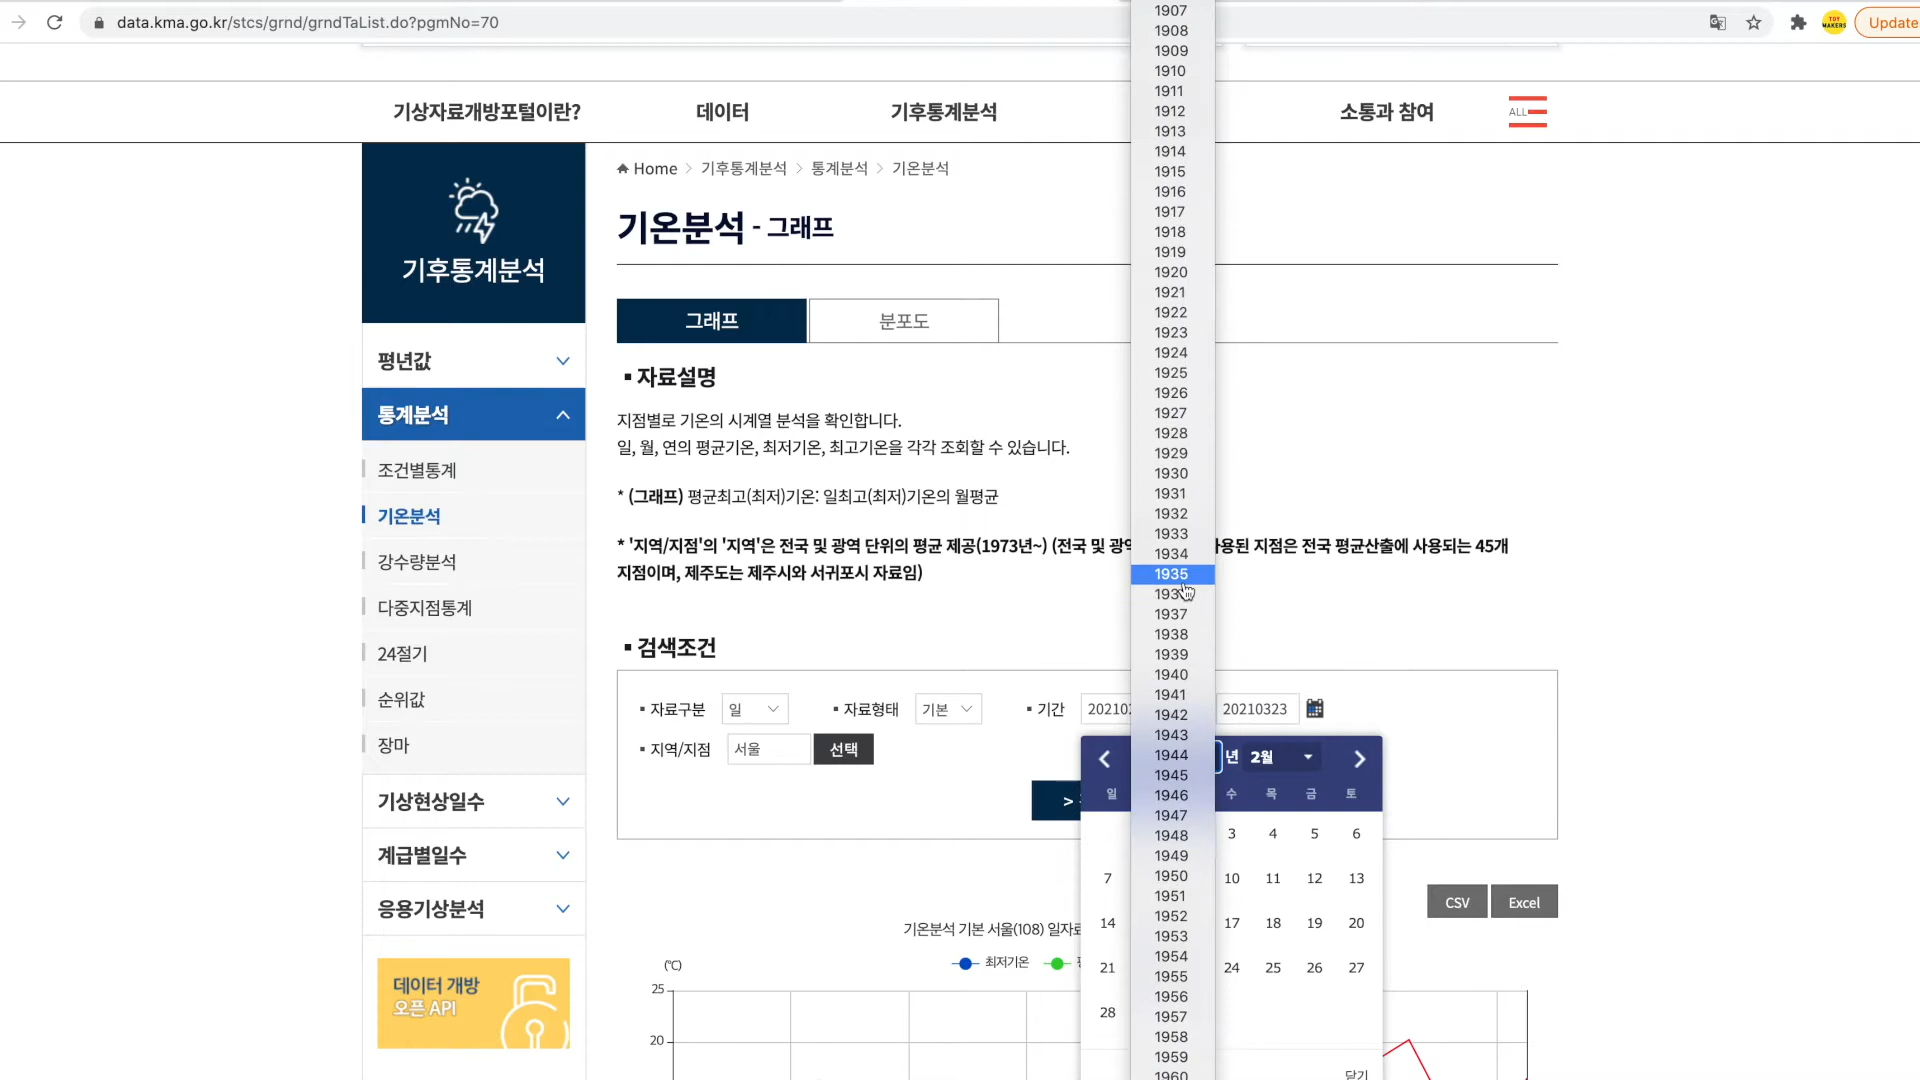 data.kma.go.kr/stcs/grnd/grndTaList.do?pgmNo=70
TOY MAKERS
Update
기상자료개방포털이란?
데이터
기후통계분석
소통과 참여
ALL
기후통계분석
평년값
통계분석
조건별통계
기온분석
강수량분석
다중지점통계
24절기
순위값
장마
기상현상일수
계급별일수
응용기상분석
데이터 개방
오픈 API
Home > 기후통계분석 > 통계분석 > 기온분석
기온분석 - 그래프
그래프
분포도
자료설명
지점별로 기온의 시계열 분석을 확인합니다.
일, 월, 연의 평균기온, 최저기온, 최고기온을 각각 조회할 수 있습니다.
* (그래프) 평균최고(최저)기온: 일최고(최저)기온의 월평균
* '지역/지점'의 '지역'은 전국 및 광역 단위의 평균 제공(1973년~) (전국 및 지점은 전국 평균산출에 사용되는 45개
지점이며, 제주도는 제주시와 서귀포시 자료임)
검색조건
자료구분 일 자료형태 기본 기간 20210323
지역/지점 서울 선택
>
년 2월
일 수 목 금 토
3 4 5 6
7 10 11 12 13
14 17 18 19 20
21 24 25 26 27
28
닫기
CSV
Excel
기온분석 기본 서울(108)
최저기온
(℃)
25
20
1907
1908
1909
1910
1911
1912
1913
1914
1915
1916
1917
1918
1919
1920
1921
1922
1923
1924
1925
1926
1927
1928
1929
1930
1931
1932
1933
1934
1935
1937
1938
1939
1940
1941
1942
1943
1944
1945
1946
1947
1948
1949
1950
1951
1952
1953
1954
1955
1956
1957
1958
1959
1960